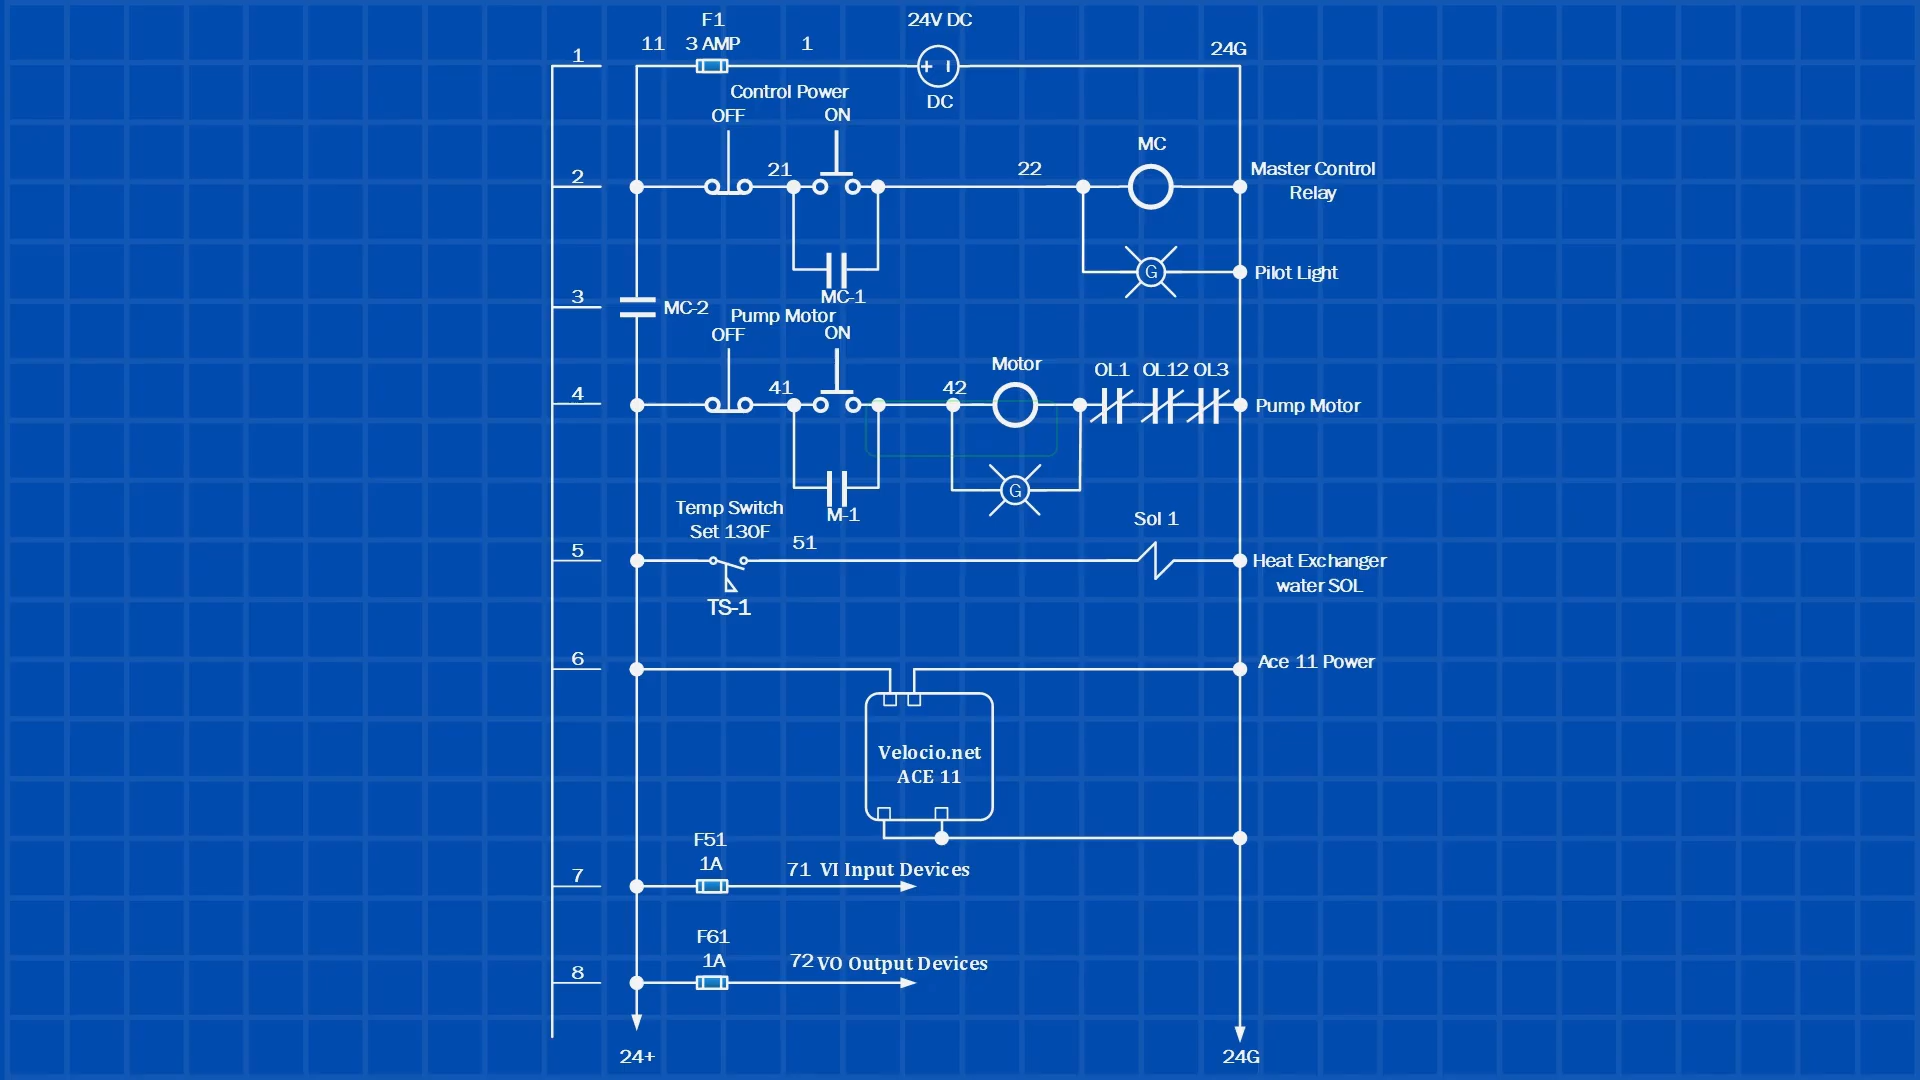 F1
24V DC
1
11
3 AMP
1
24G
Control Power
DC
OFF
ON
MC
2
21
22
Master Control
Relay
G
Pilot Light
3
MC-1
MC-2
Pump Motor
OFF
ON
Motor
OL1
OL12
OL3
4
41
42
Pump Motor
G
Temp Switch
M-1
Set 130F
51
Sol 1
5
Heat Exchanger
water SOL
TS-1
6
Ace 11 Power
Velocio.net
ACE 11
F51
1A
7
71 VI Input Devices
F61
1A
72 VO Output Devices
8
24+
24G